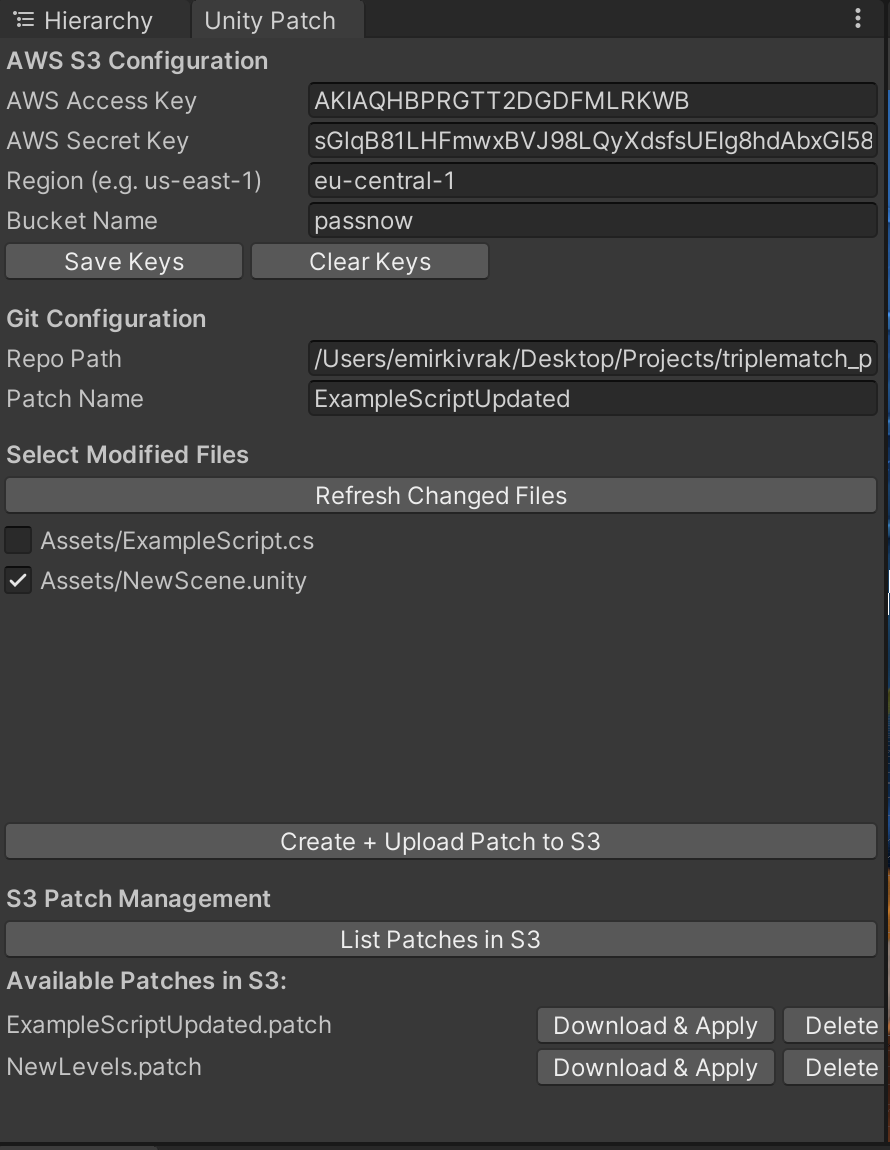 Hierarchy
Unity Patch
AWS S3 Configuration
AWS Access Key AKIAQHBPRGTT2DGDFMLRKWB
AWS Secret Key
Region (e.g. us-east-1) eu-central-1
Bucket Name passnow
Save Keys Clear Keys
Git Configuration
Repo Path /Users/emirkivrak/Desktop/Projects/triplematch_p
Patch Name ExampleScriptUpdated
Select Modified Files
Refresh Changed Files
Assets/ExampleScript.cs
Assets/NewScene.unity
Create + Upload Patch to S3
S3 Patch Management
List Patches in S3
Available Patches in S3:
ExampleScriptUpdated.patch Download & Apply Delete
NewLevels.patch Download & Apply Delete